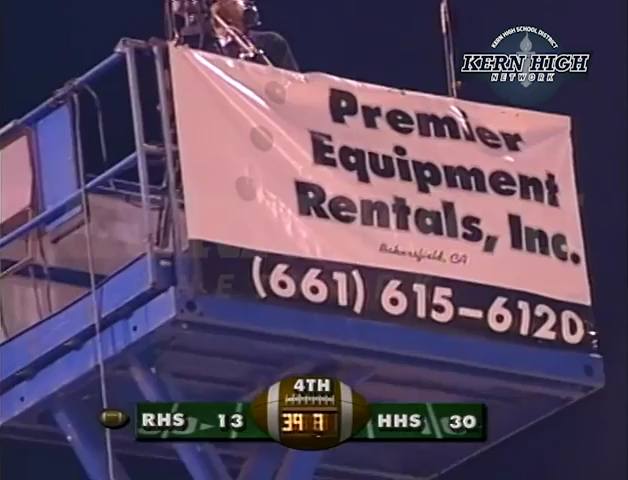 KERN HIGH SCHOOL DISTRICT
KERN HIGH
NETWORK
Premier
Equipment
Rentals, Inc.
Bakersfield, CA
(661) 615-6120
4TH
RHS 13
HHS 30